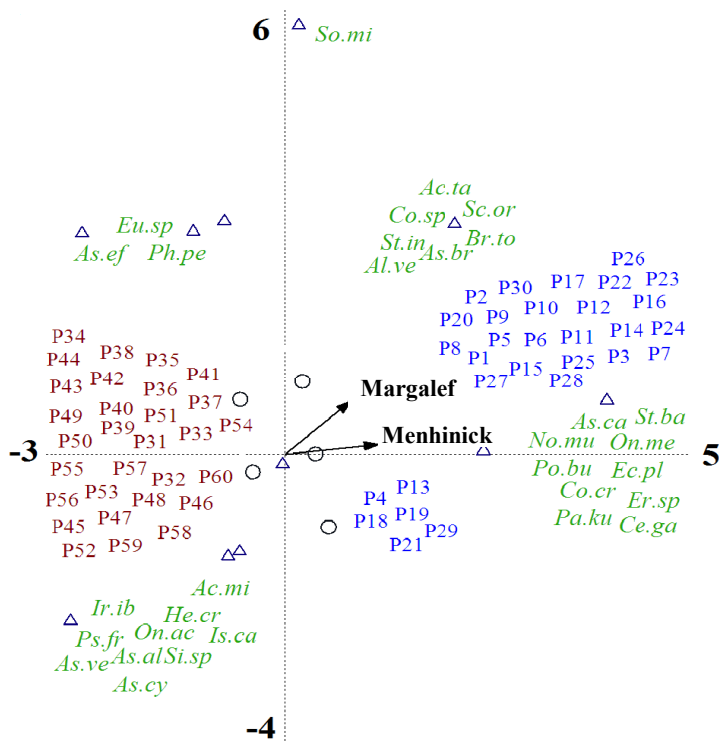 6
So.mi
Ac.ta
Co.sp Sc.or
St.in As.br Br.to
Al.ve
Eu.sp
As.ef Ph.pe
P26
P17 P22 P23
P2 P30
P10 P12 P16
P20 P9
P14 P24
P5 P6 P11
P8 P1
P15 P25 P3 P7
P27 P28
P34
P44 P38 P35
P43 P42 P36 P41
P49 P40 P51 P37
P50 P39 P31 P33 P54
Margalef
Menhinick
-3
5
As.ca St.ba
No.mu On.me
Po.bu Ec.pl
Co.cr Er.sp
Pa.ku Ce.ga
P55 P57 P32 P60
P56 P53 P48 P46
P45 P47 P58
P52 P59
P4 P13
P18 P19
P21 P29
Ac.mi
Ir.ib He.cr
Ps.fr On.ac Is.ca
As.ve As.al Si.sp
As.cy
-4